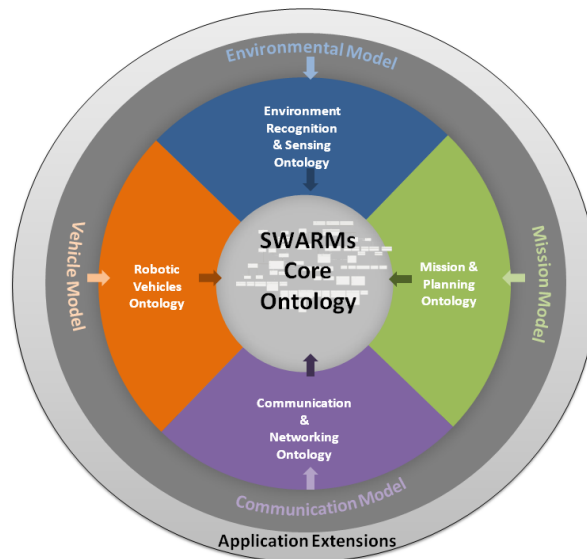 Environmental Model
Environment
Recognition
& Sensing
Ontology
Vehicle Model
Robotic
Vehicles
Ontology
SWARMs
Core
Ontology
Mission &
Planning
Ontology
Mission Model
Communication
&
Networking
Ontology
Communication Model
Application Extensions